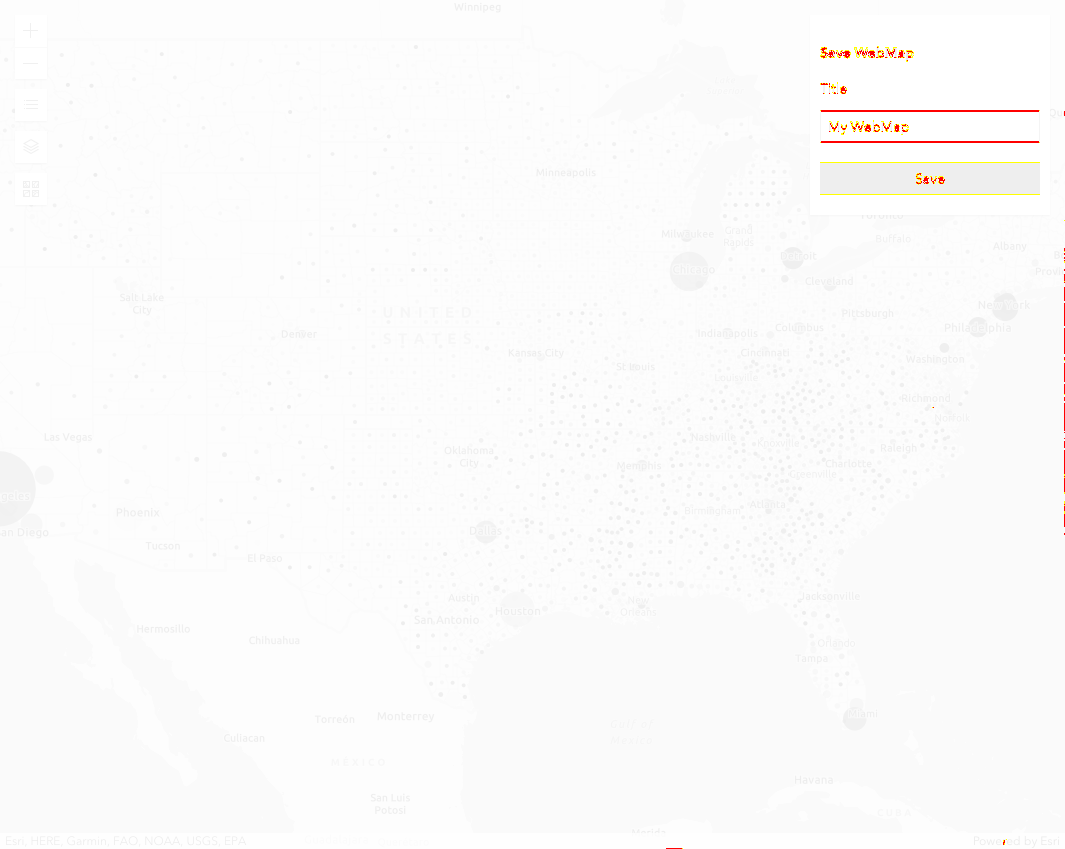 Winnipeg
Save WebMap
Title
My WebMap
Save
Minneapolis
Toronto
Milwaukee
Grand
Rapids
Buffalo
Albany
Detroit
Chicago
Cleveland
Salt Lake
City
New York
UNITED
STATES
Pittsburgh
Denver
Indianapolis
Columbus
Philadelphia
Kansas City
Cincinnati
Washington
St Louis
Louisville
Richmond
Norfolk
Las Vegas
Nashville
Knoxville
Oklahoma
City
Raleigh
Memphis
Charlotte
Greenville
Phoenix
Birmingham
Atlanta
San Diego
Dallas
Tucson
El Paso
Austin
Jacksonville
Houston
New
Orleans
San Antonio
Hermosillo
Chihuahua
Orlando
Tampa
Miami
Torreón
Monterrey
Gulf of
Mexico
Culiacan
MÉXICO
Havana
San Luis
Potosí
CUBA
Merida
Esri, HERE, Garmin, FAO, NOAA, USGS, EPA
Powered by Esri